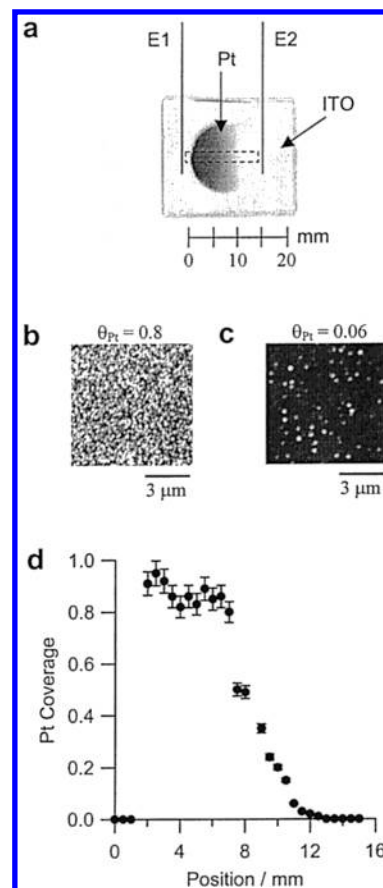 a
E1 E2
Pt
ITO
mm
0 10 20
b θPt = 0.8
c θPt = 0.06
3 μm 3 μm
d
1.0
0.8
0.6
0.4
0.2
0.0
Pt Coverage
0 4 8 12 16
Position / mm